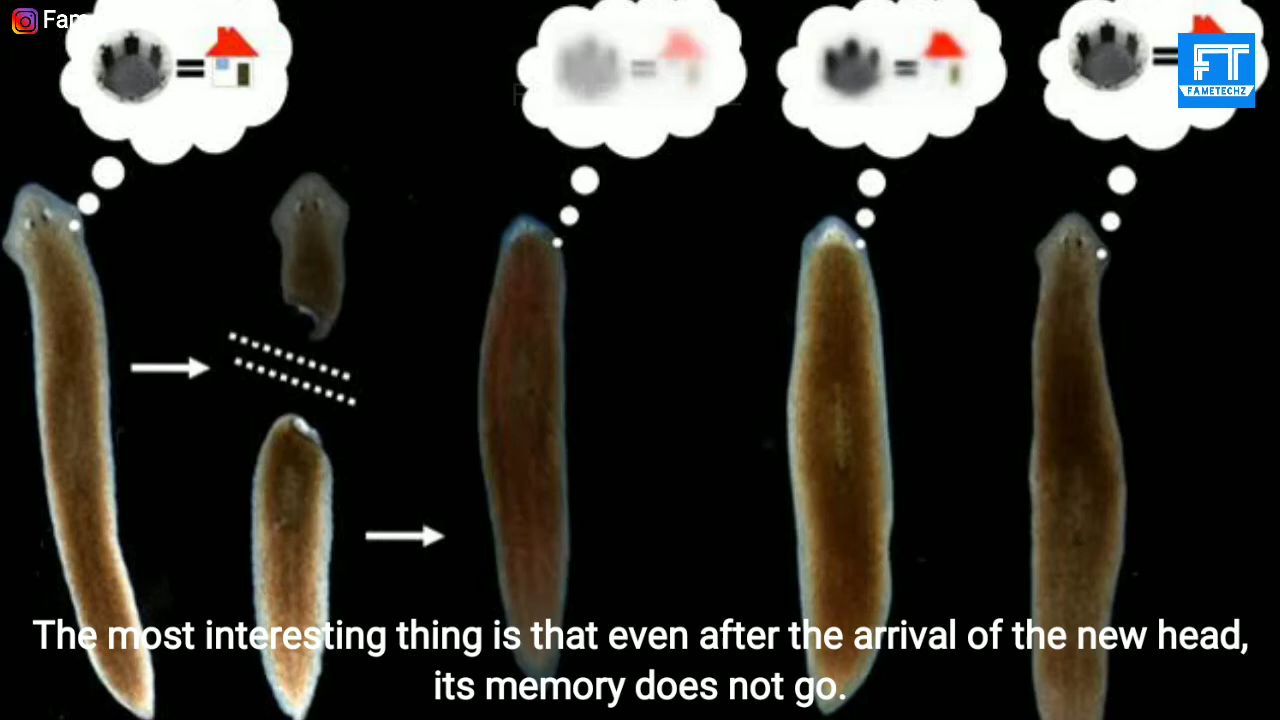 Fam
FT
FAMETECHZ
The most interesting thing is that even after the arrival of the new head,
its memory does not go.